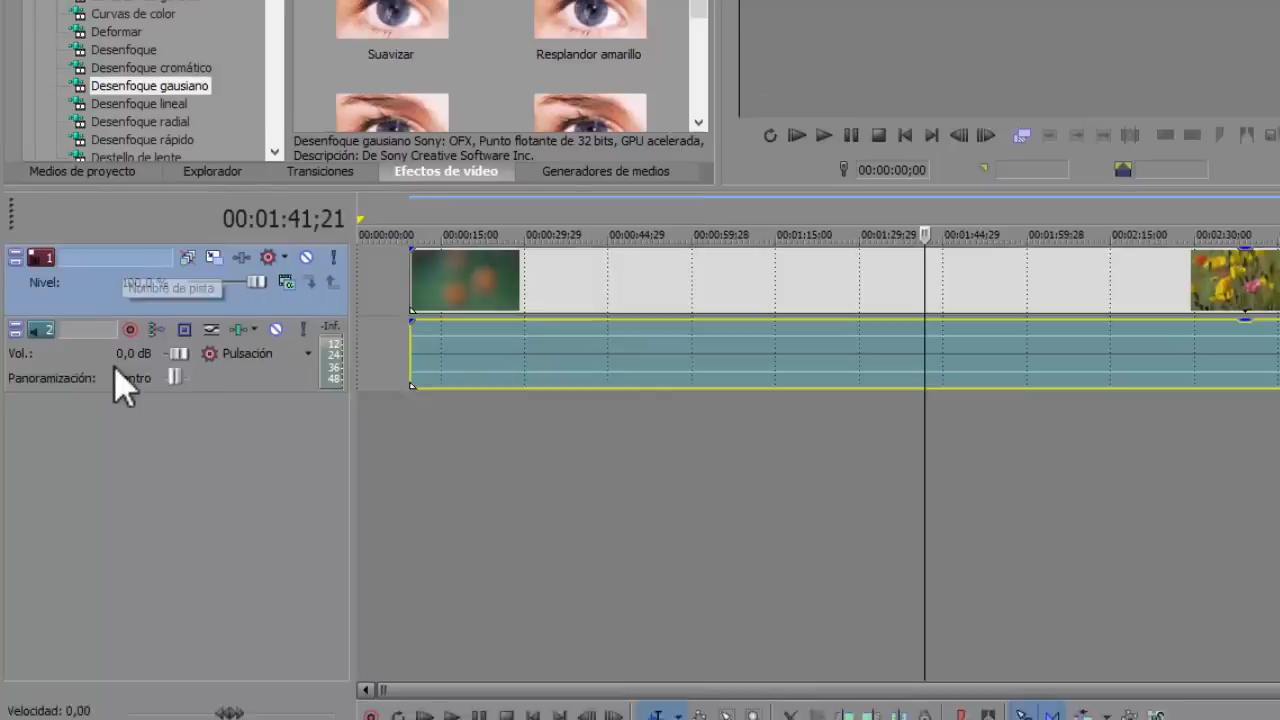 Curvas de color
Deformar
Desenfoque
Desenfoque cromático
Desenfoque gausiano
Desenfoque lineal
Desenfoque radial
Desenfoque rápido
Destello de lente
Suavizar
Resplandor amarillo
Desenfoque gausiano Sony: OFX, Punto flotante de 32 bits, GPU acelerada,
Descripción: De Sony Creative Software Inc.
Medios de proyecto
Explorador
Transiciones
Efectos de vídeo
Generadores de medios
00:00:00;00
00:01:41;21
00:00:00;00
00:00:15;00
00:00:29;29
00:00:44;29
00:00:59;28
00:01:15;00
00:01:29;29
00:01:44;29
00:01:59;28
00:02:15;00
00:02:30;00
1
Nivel:
100,0 %
Nombre de pista
2
-Inf.
Vol.:
0,0 dB
Pulsación
12
24
36
48
Panoramización:
Velocidad: 0,00